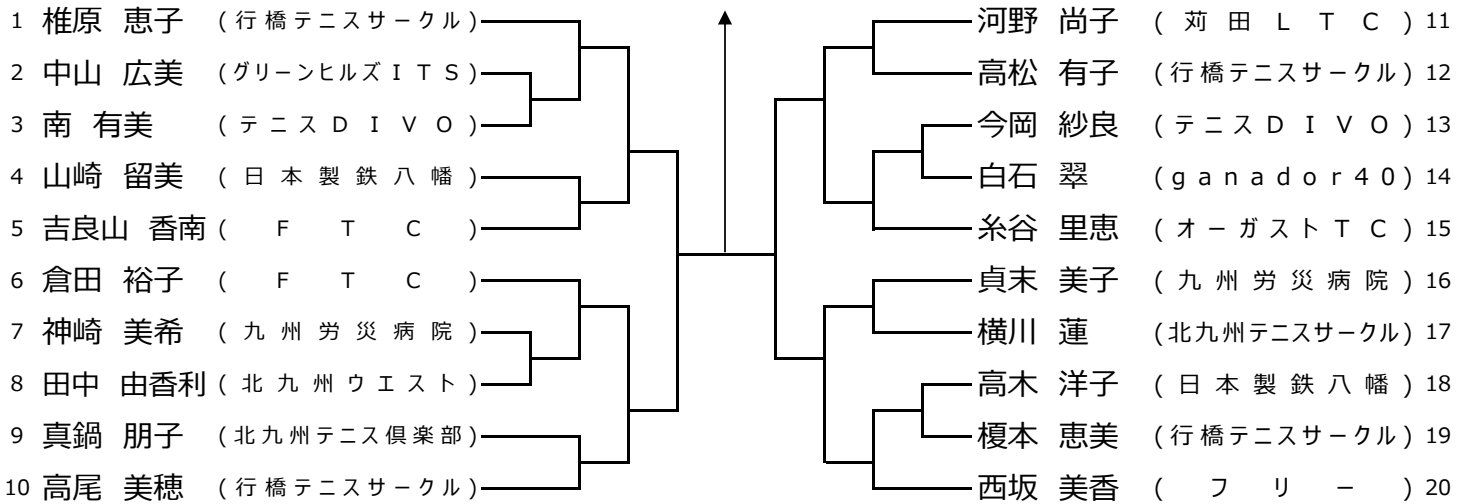 1 椎原 恵子 (行橋テニスサークル)
2 中山 広美 (グリーンヒルズITS)
3 南 有美 (テニスDIVO)
4 山崎 留美 (日本製鉄八幡)
5 吉良山 香南 (FTC)
6 倉田 裕子 (FTC)
7 神崎 美希 (九州労災病院)
8 田中 由香利 (北九州ウエスト)
9 真鍋 朋子 (北九州テニス倶楽部)
10 高尾 美穂 (行橋テニスサークル)
河野 尚子 (苅田LTC) 11
高松 有子 (行橋テニスサークル) 12
今岡 紗良 (テニスDIVO) 13
白石 翠 (ganador40) 14
糸谷 里恵 (オーガストTC) 15
貞末 美子 (九州労災病院) 16
横川 蓮 (北九州テニスサークル) 17
高木 洋子 (日本製鉄八幡) 18
榎本 恵美 (行橋テニスサークル) 19
西坂 美香 (フリー) 20